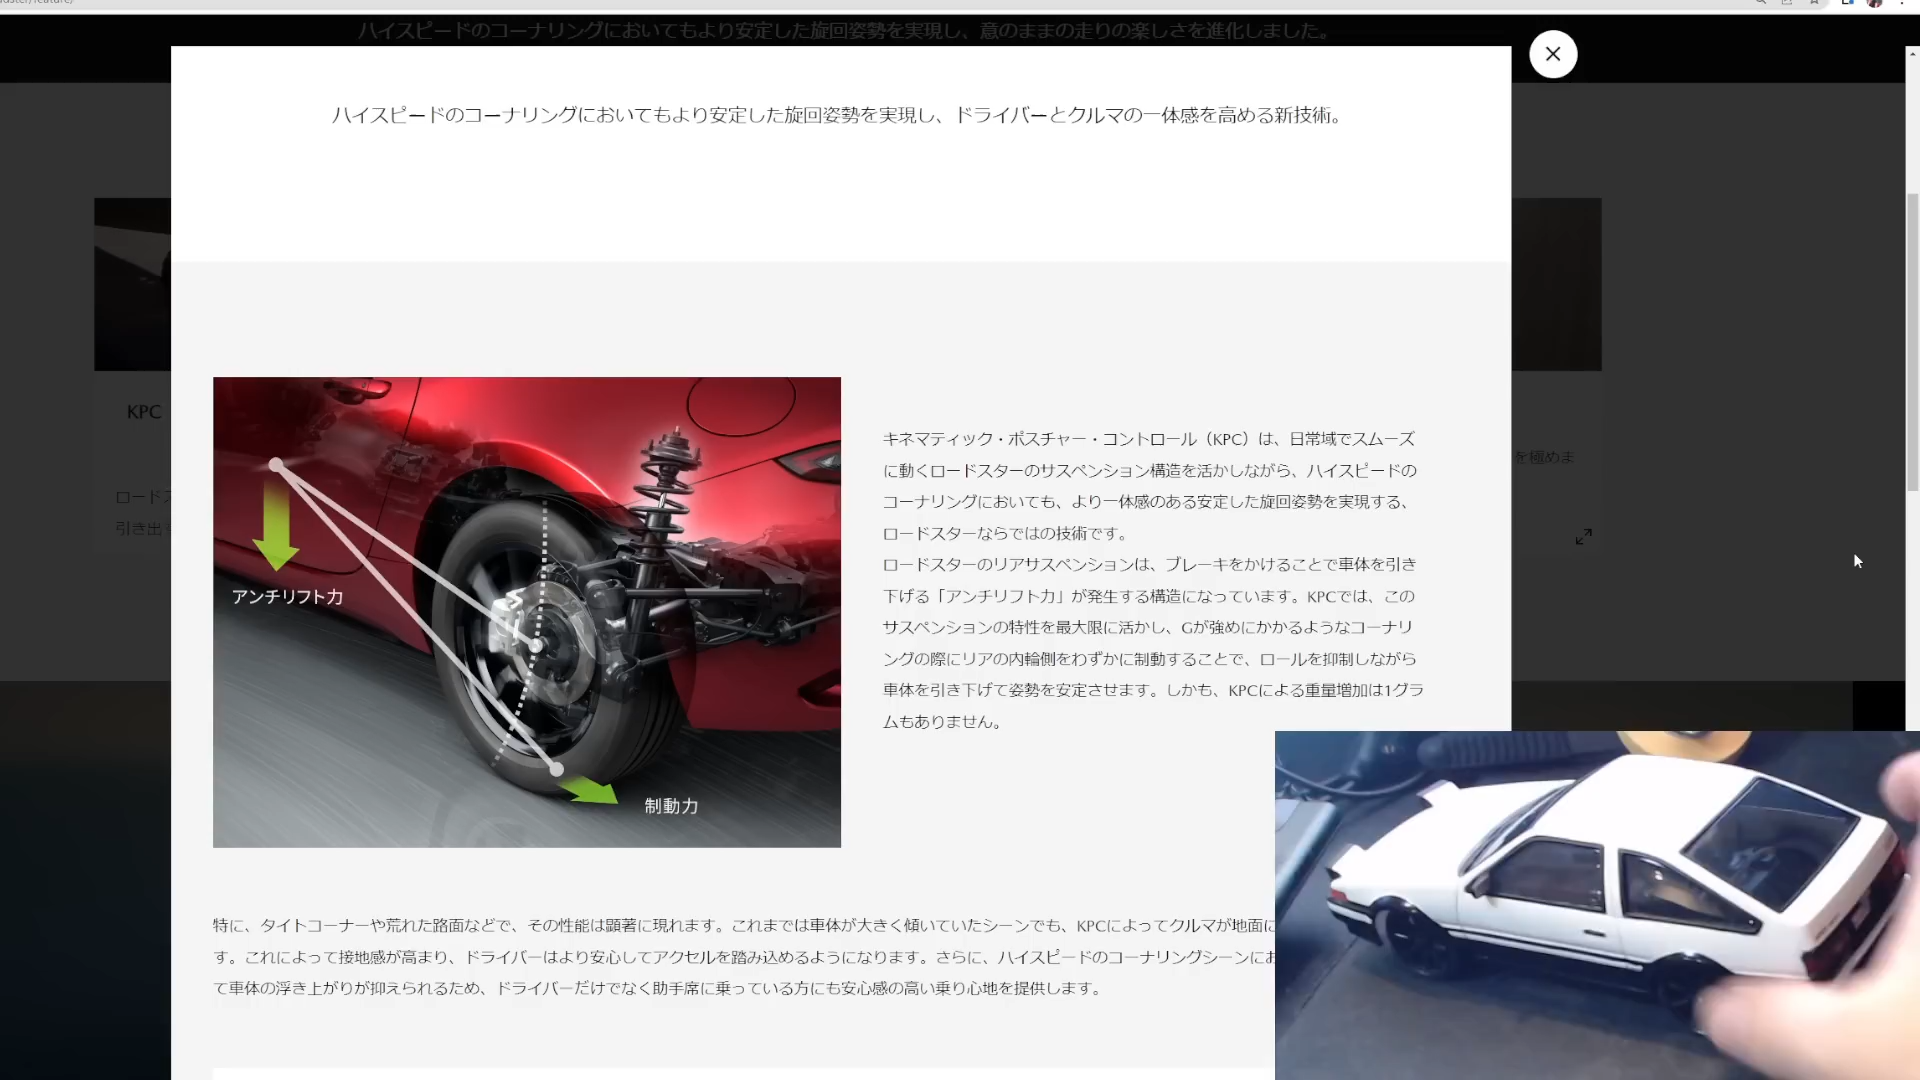 ハイスピードのコーナリングにおいてもより安定した旋回姿勢を実現し、意のままの走りの楽しさを進化しました。
ハイスピードのコーナリングにおいてもより安定した旋回姿勢を実現し、ドライバーとクルマの一体感を高める新技術。
KPC
ロードス
引き出せ
を極めま
アンチリフト力
制動力
キネマティック・ポスチャー・コントロール（KPC）は、日常域でスムーズ
に動くロードスターのサスペンション構造を活かしながら、ハイスピードの
コーナリングにおいても、より一体感のある安定した旋回姿勢を実現する、
ロードスターならではの技術です。
ロードスターのリアサスペンションは、ブレーキをかけることで車体を引き
下げる「アンチリフト力」が発生する構造になっています。KPCでは、この
サスペンションの特性を最大限に活かし、Gが強めにかかるようなコーナリ
ングの際にリアの内輪側をわずかに制動することで、ロールを抑制しながら
車体を引き下げて姿勢を安定させます。しかも、KPCによる重量増加は1グラ
ムもありません。
特に、タイトコーナーや荒れた路面などで、その性能は顕著に現れます。これまでは車体が大きく傾いていたシーンでも、KPCによってクルマが地面に
す。これによって接地感が高まり、ドライバーはより安心してアクセルを踏み込めるようになります。さらに、ハイスピードのコーナリングシーンにお
て車体の浮き上がりが抑えられるため、ドライバーだけでなく助手席に乗っている方にも安心感の高い乗り心地を提供します。